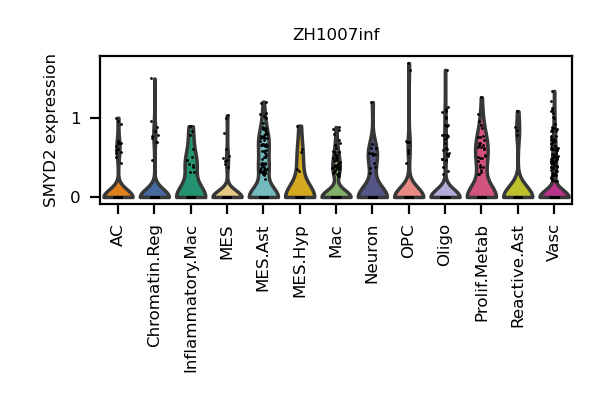 ZH1007inf
SMYD2 expression
1
0
AC
Chromatin.Reg
Inflammatory.Mac
MES
MES.Ast
MES.Hyp
Mac
Neuron
OPC
Oligo
Prolif.Metab
Reactive.Ast
Vasc